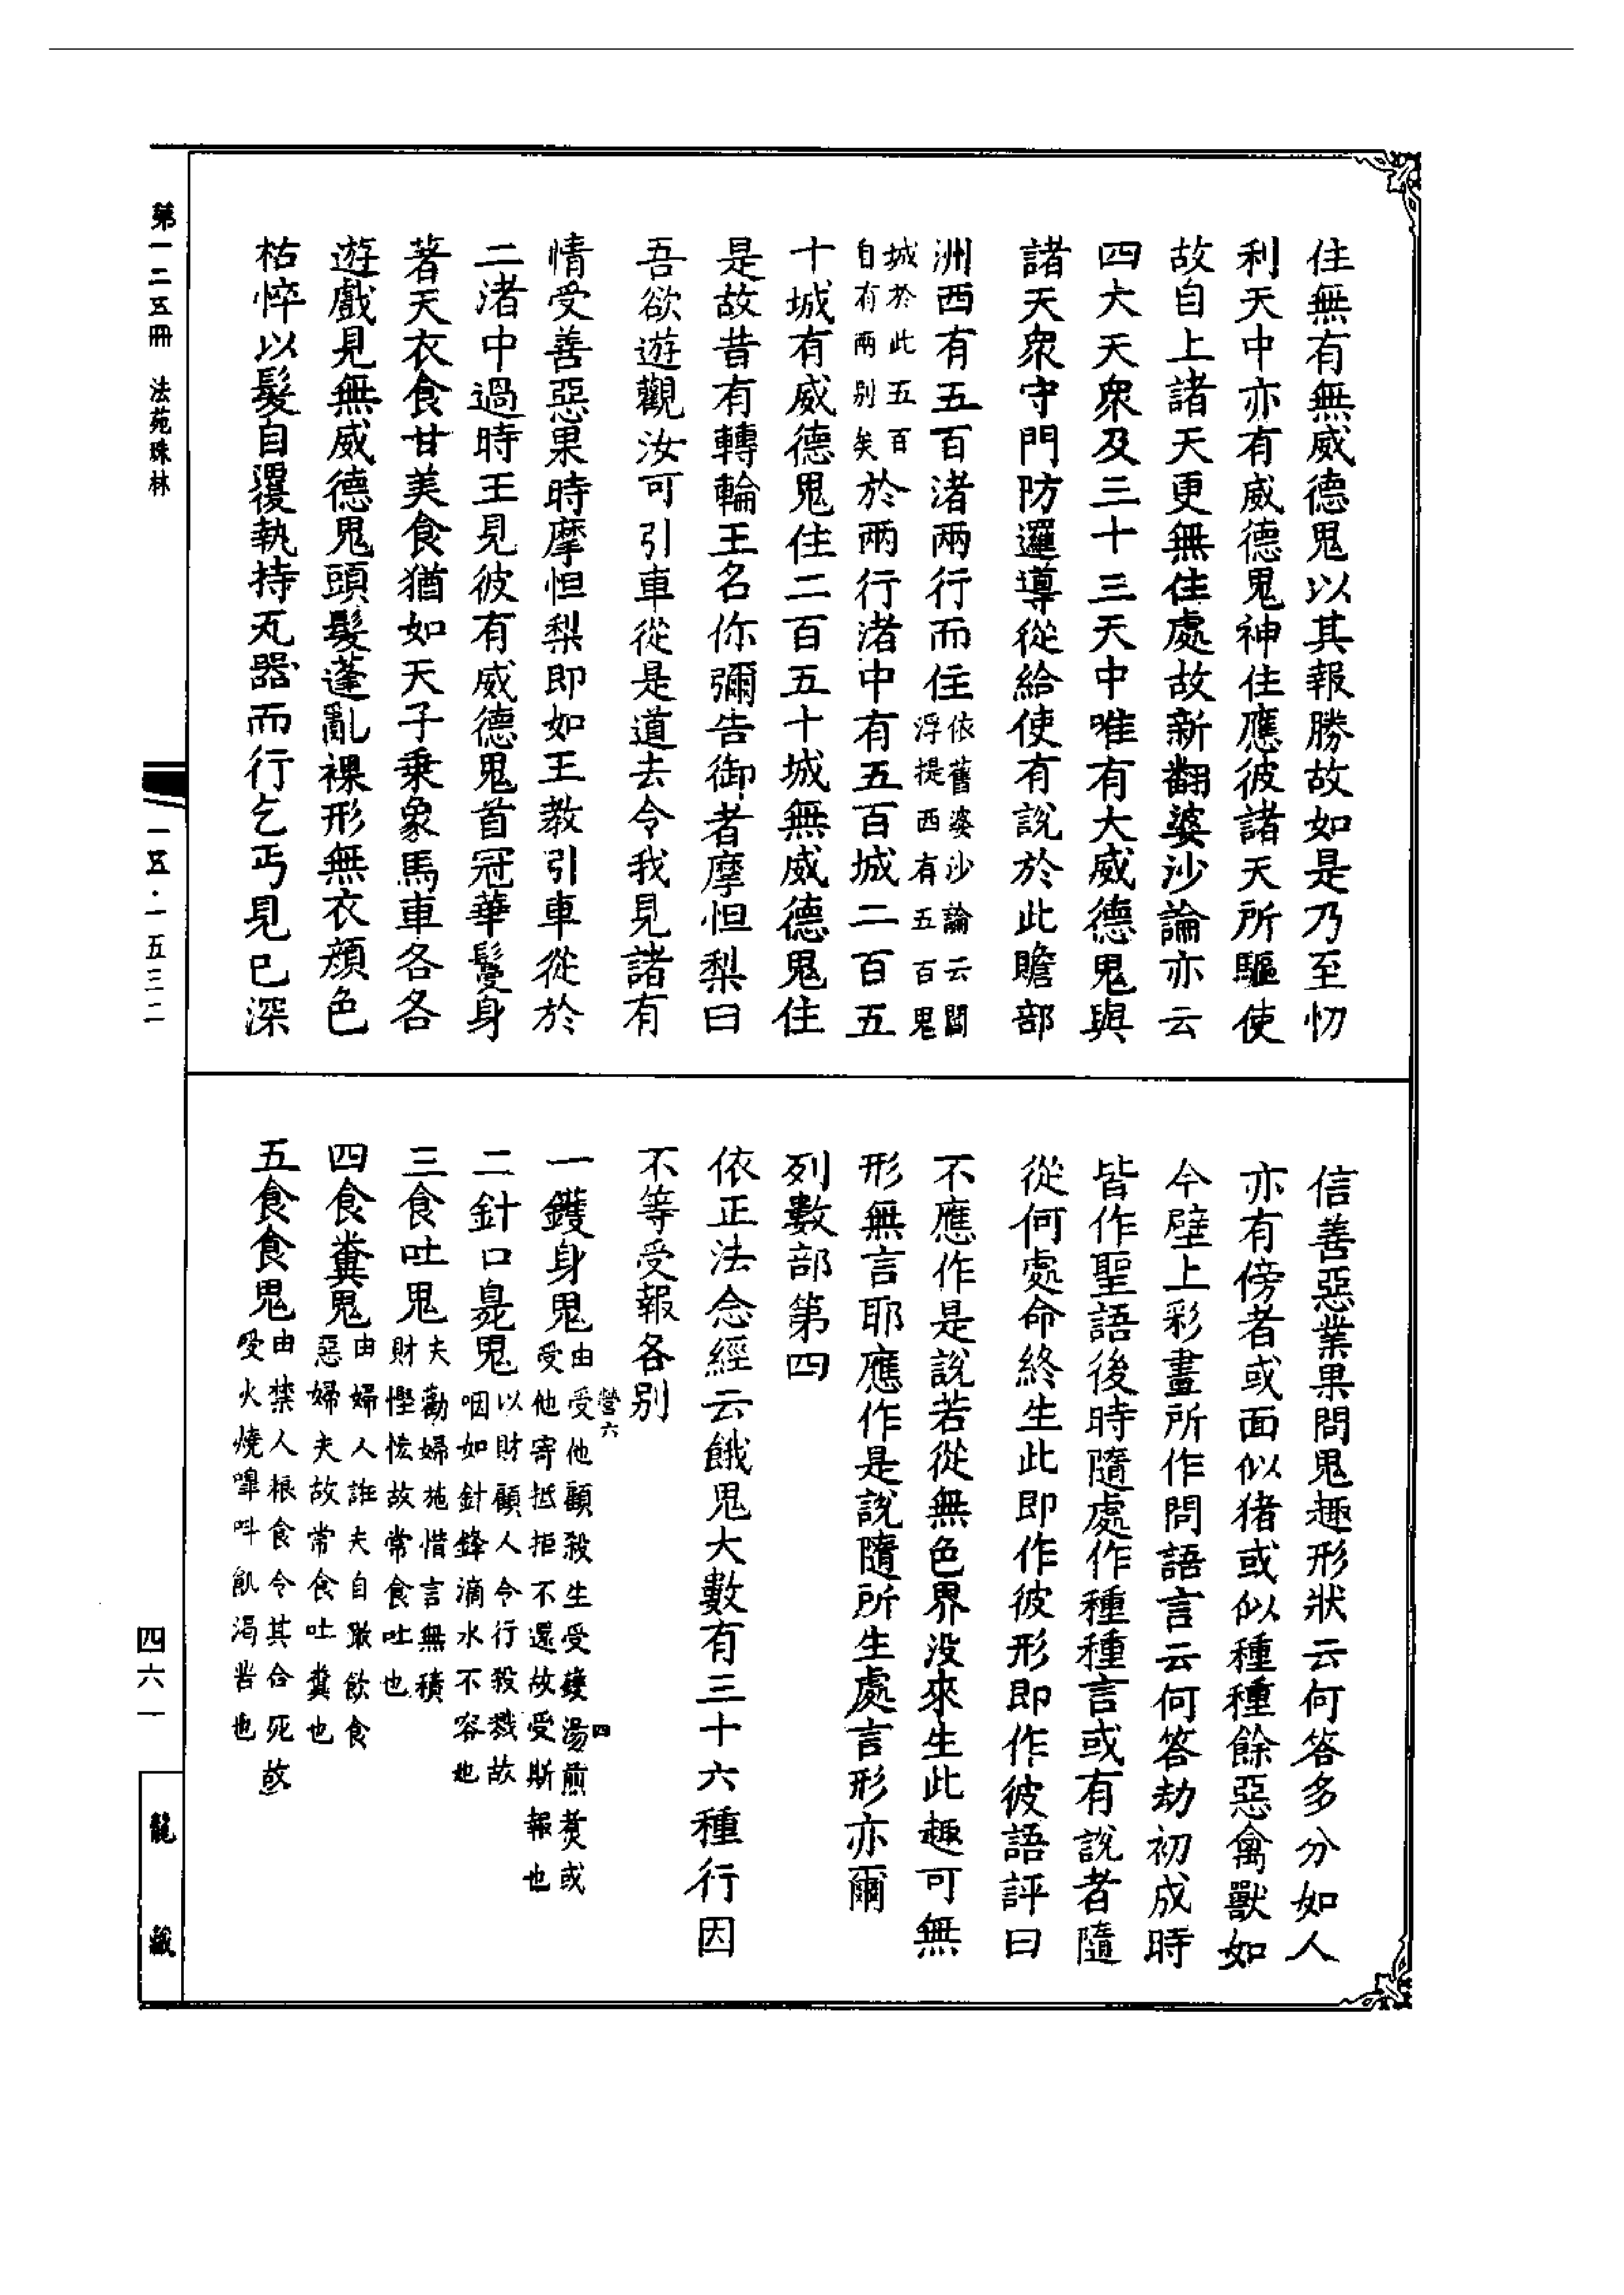 住無有無威德鬼以其報勝故如是乃至忉
利天中亦有威德鬼神住應彼諸天所驅使
故自上諸天更無住處故新翻婆沙論亦云
四大天衆及三十三天中唯有大威德鬼與
諸天衆守門防邏導從給使有說於此贍部
洲西有五百渚兩行而住依舊婆沙論云閻浮提西有五百鬼
城於此五百自有兩別矣於兩行渚中有五百城二百五
十城有威德鬼住二百五十城無威德鬼住
是故昔有轉輪王名你彌告御者摩怛梨曰
吾欲遊觀汝可引車從是道去令我見諸有
情受善惡果時摩怛梨即如王教引車從於
二渚中過時王見彼有威德鬼首冠華鬘身
著天衣食甘美食猶如天子乘象馬車各各
遊戲見無威德鬼頭髮蓬亂裸形無衣顏色
枯悴以髮自覆執持瓦器而行乞丐見已深
信善惡業果問鬼趣形狀云何答多分如人
亦有傍者或面似猪或似種種餘惡禽獸如
今壁上彩畫所作問語言云何答劫初成時
皆作聖語後時隨處作種種言或有說者隨
從何處命終生此即作彼形即作彼語評曰
不應作是說若從無色界没來生此趣可無
形無言耶應作是說隨所生處言形亦爾
列數部第四
依正法念經云餓鬼大數有三十六種行因
不等受報各別
營六
四
一鑊身鬼由受他顧殺生受鑊湯煎煑或受他寄抵拒不還故受斯報也
二針口臭鬼以財顧人令行殺戮故咽如針鋒滴水不容也
三食吐鬼夫勸婦施惜言無積財慳恡故常食吐也
四食糞鬼由婦人誑夫自噉飲食惡婦夫故常食吐糞也
五食食鬼由禁人粮食令其合死故受火燒嘷呌飢渴苦也
第一二五冊 法苑珠林
一五·一五三二
四六一
龍藏